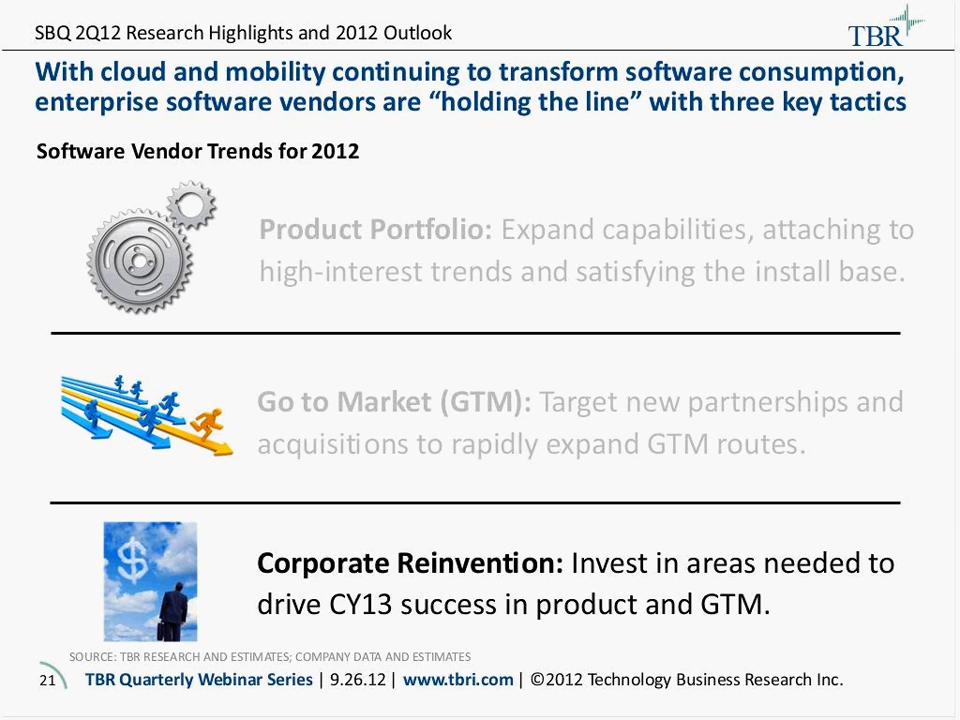 SBQ 2Q12 Research Highlights and 2012 Outlook
TBR
With cloud and mobility continuing to transform software consumption,
enterprise software vendors are “holding the line” with three key tactics
Software Vendor Trends for 2012
Product Portfolio: Expand capabilities, attaching to
high-interest trends and satisfying the install base.
Go to Market (GTM): Target new partnerships and
acquisitions to rapidly expand GTM routes.
$
Corporate Reinvention: Invest in areas needed to
drive CY13 success in product and GTM.
SOURCE: TBR RESEARCH AND ESTIMATES; COMPANY DATA AND ESTIMATES
21 TBR Quarterly Webinar Series | 9.26.12 | www.tbri.com | ©2012 Technology Business Research Inc.